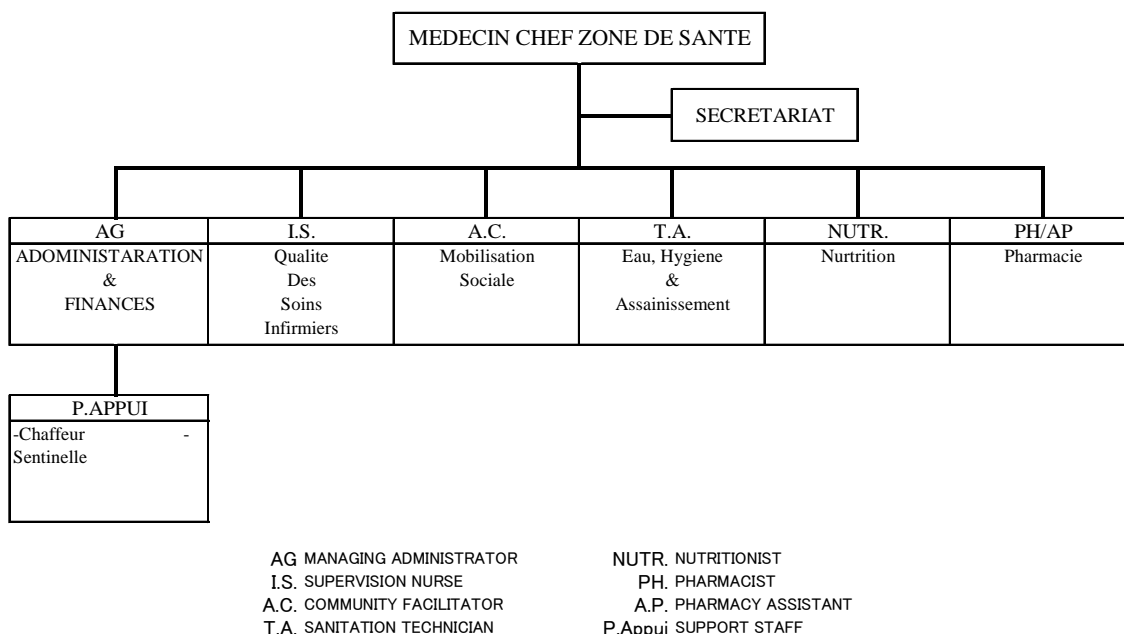 MEDECIN CHEF ZONE DE SANTE
SECRETARIAT
AG
ADOMINISTARATION
&
FINANCES
I.S.
Qualite
Des
Soins
Infirmiers
A.C.
Mobilisation
Sociale
T.A.
Eau, Hygiene
&
Assainissement
NUTR.
Nurtrition
PH/AP
Pharmacie
P.APPUI
-Chaffeur -
Sentinelle
AG MANAGING ADMINISTRATOR
I.S. SUPERVISION NURSE
A.C. COMMUNITY FACILITATOR
T.A. SANITATION TECHNICIAN
NUTR. NUTRITIONIST
PH. PHARMACIST
A.P. PHARMACY ASSISTANT
P.Appui SUPPORT STAFF